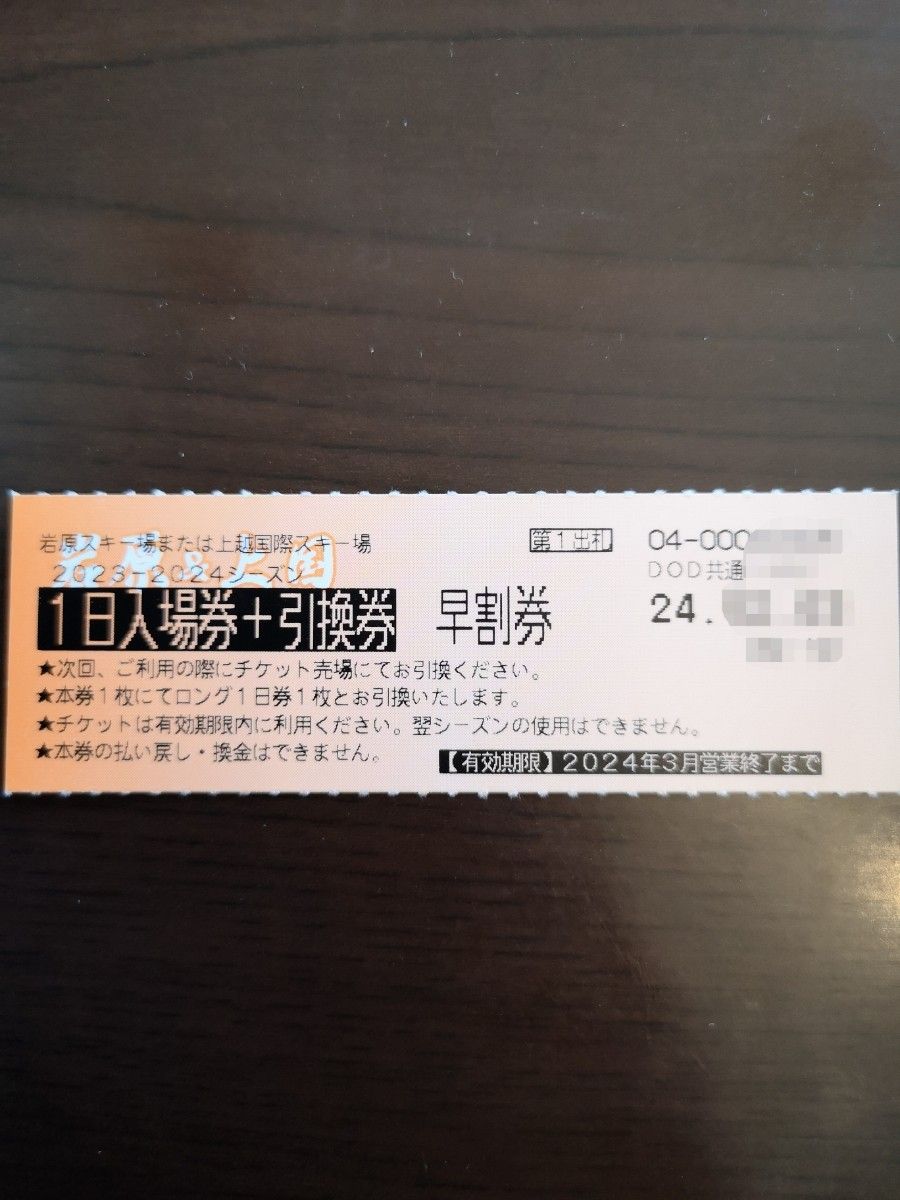 岩原スキー場または上越国際スキー場
第1出札
04-000
2023-2024シーズン
DOD共通
1日入場券+引換券
早割券
24.
★次回、ご利用の際にチケット売場にてお引換ください。
★本券1枚にてロング1日券1枚とお引換いたします。
★チケットは有効期限内に利用ください。翌シーズンの使用はできません。
★本券の払い戻し・換金はできません。
【有効期限】2024年3月営業終了まで